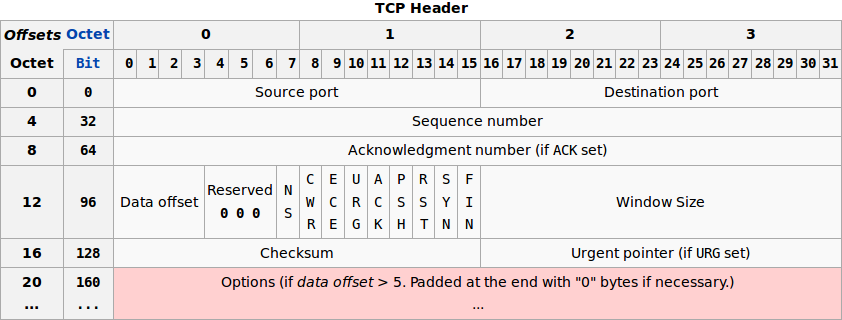 TCP Header
Offsets Octet 0 1 2 3
Octet Bit 0 1 2 3 4 5 6 7 8 9 10 11 12 13 14 15 16 17 18 19 20 21 22 23 24 25 26 27 28 29 30 31
0 0 Source port Destination port
4 32 Sequence number
8 64 Acknowledgment number (if ACK set)
12 96 Data offset Reserved 0 0 0 NS CWR ECE URG ACK PSH RST SYN FIN Window Size
16 128 Checksum Urgent pointer (if URG set)
20 160 Options (if data offset > 5. Padded at the end with "0" bytes if necessary.)
... ... ...